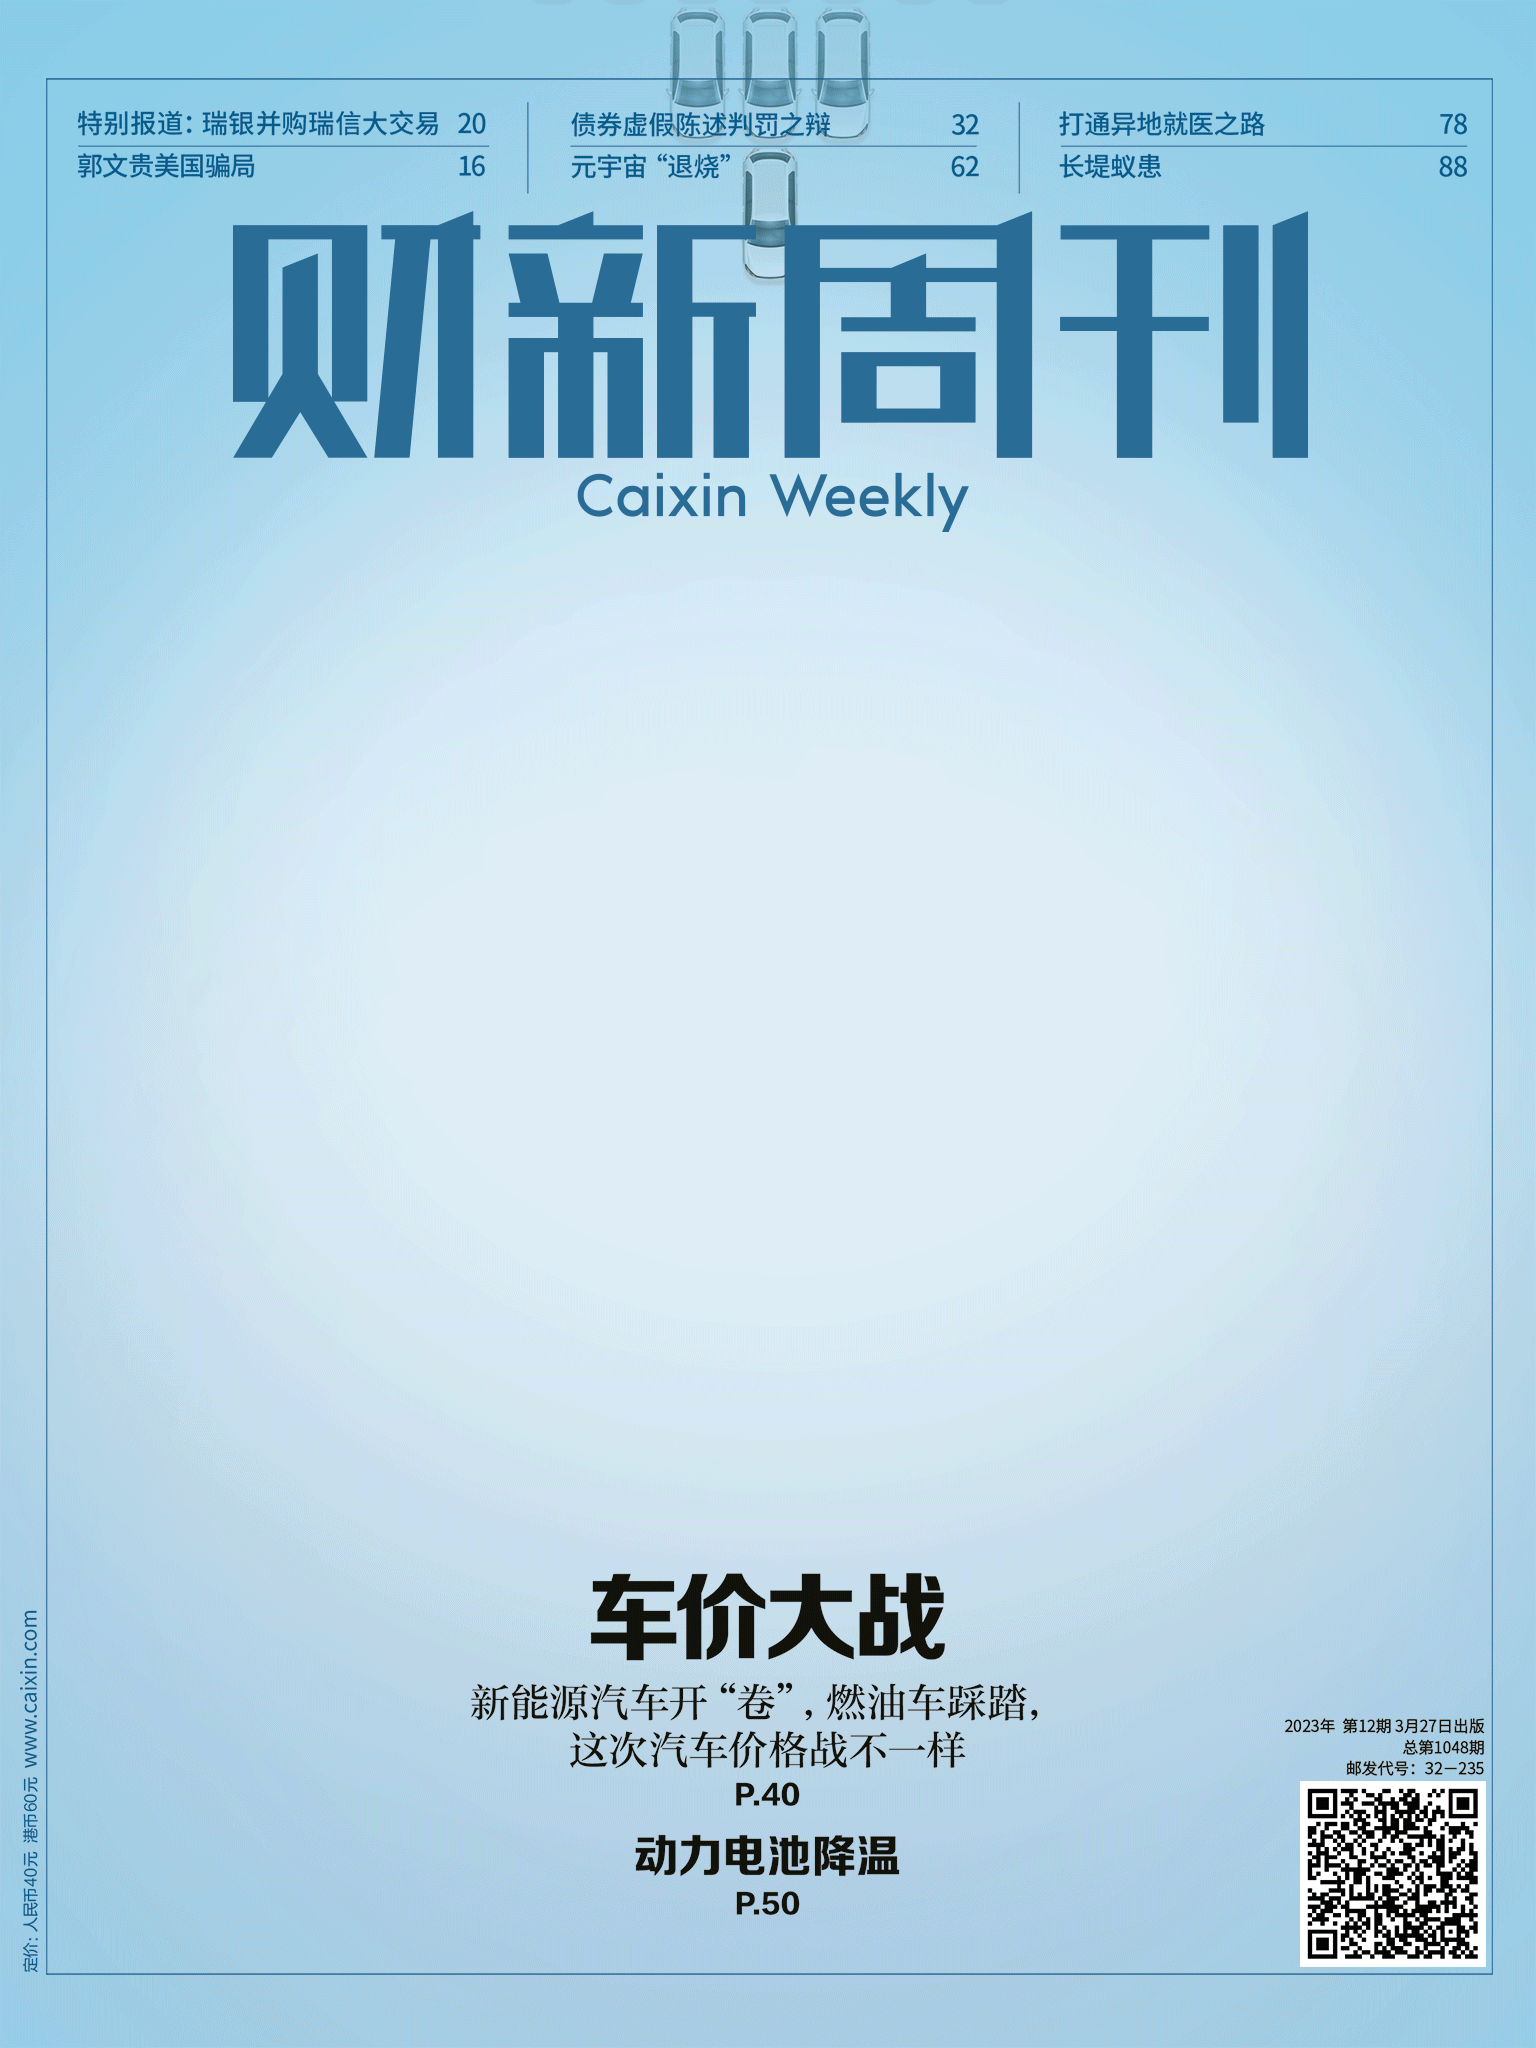 特别报道：瑞银并购瑞信大交易 20
郭文贵美国骗局 16
债券虚假陈述判罚之辩 32
元宇宙“退烧” 62
打通异地就医之路 78
长堤蚁患 88
财新周刊
Caixin Weekly
车价大战
新能源汽车开“卷”，燃油车踩踏，
这次汽车价格战不一样
P.40
动力电池降温
P.50
2023年 第12期 3月27日出版
总第1048期
邮发代号：32－235
定价：人民币40元 港币60元 www.caixin.com